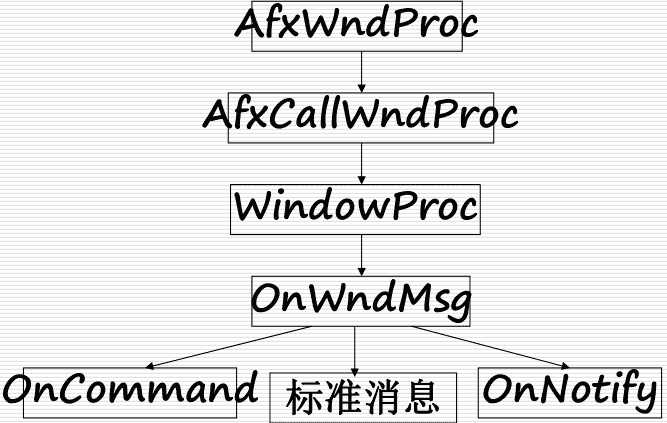 AfxWndProc
AfxCallWndProc
WindowProc
OnWndMsg
OnCommand
标准消息
OnNotify